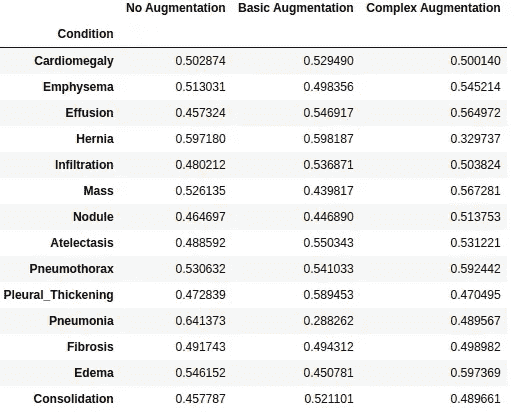 No Augmentation Basic Augmentation Complex Augmentation
Condition
Cardiomegaly 0.502874 0.529490 0.500140
Emphysema 0.513031 0.498356 0.545214
Effusion 0.457324 0.546917 0.564972
Hernia 0.597180 0.598187 0.329737
Infiltration 0.480212 0.536871 0.503824
Mass 0.526135 0.439817 0.567281
Nodule 0.464697 0.446890 0.513753
Atelectasis 0.488592 0.550343 0.531221
Pneumothorax 0.530632 0.541033 0.592442
Pleural_Thickening 0.472839 0.589453 0.470495
Pneumonia 0.641373 0.288262 0.489567
Fibrosis 0.491743 0.494312 0.498982
Edema 0.546152 0.450781 0.597369
Consolidation 0.457787 0.521101 0.489661